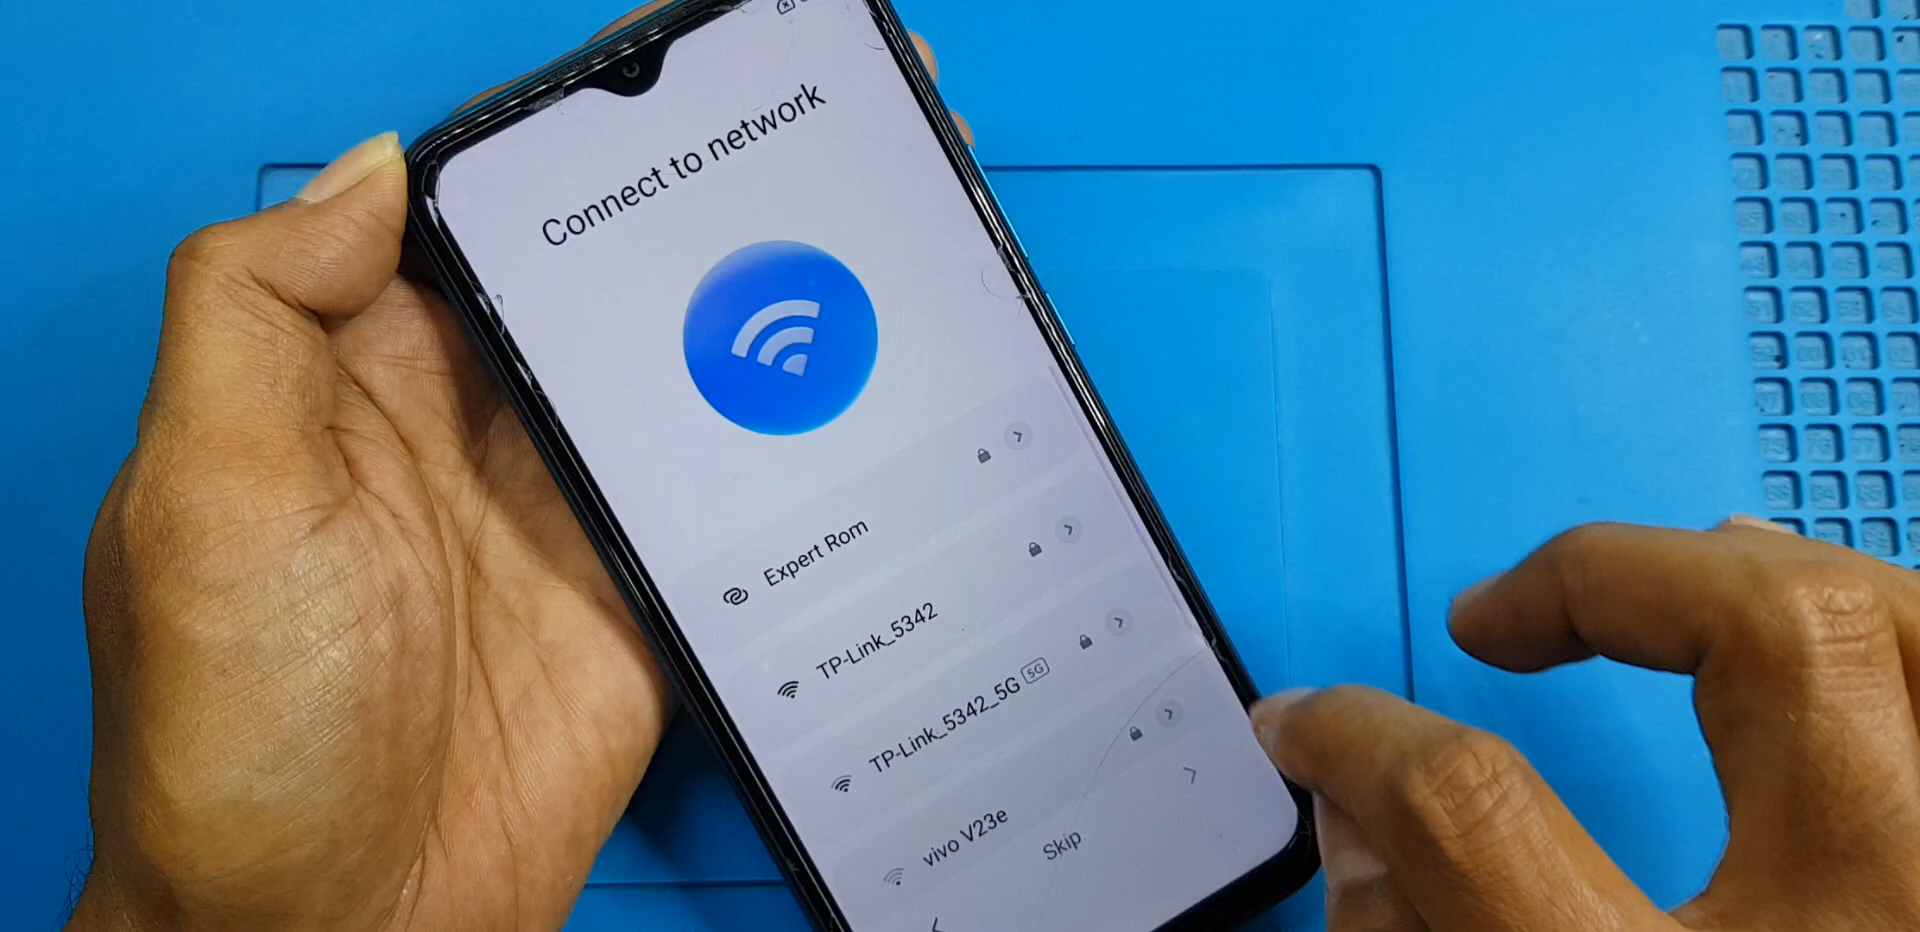 Connect to network
Expert Rom
TP-Link_5342
TP-Link_5342_5G 5G
vivo V23e
Skip